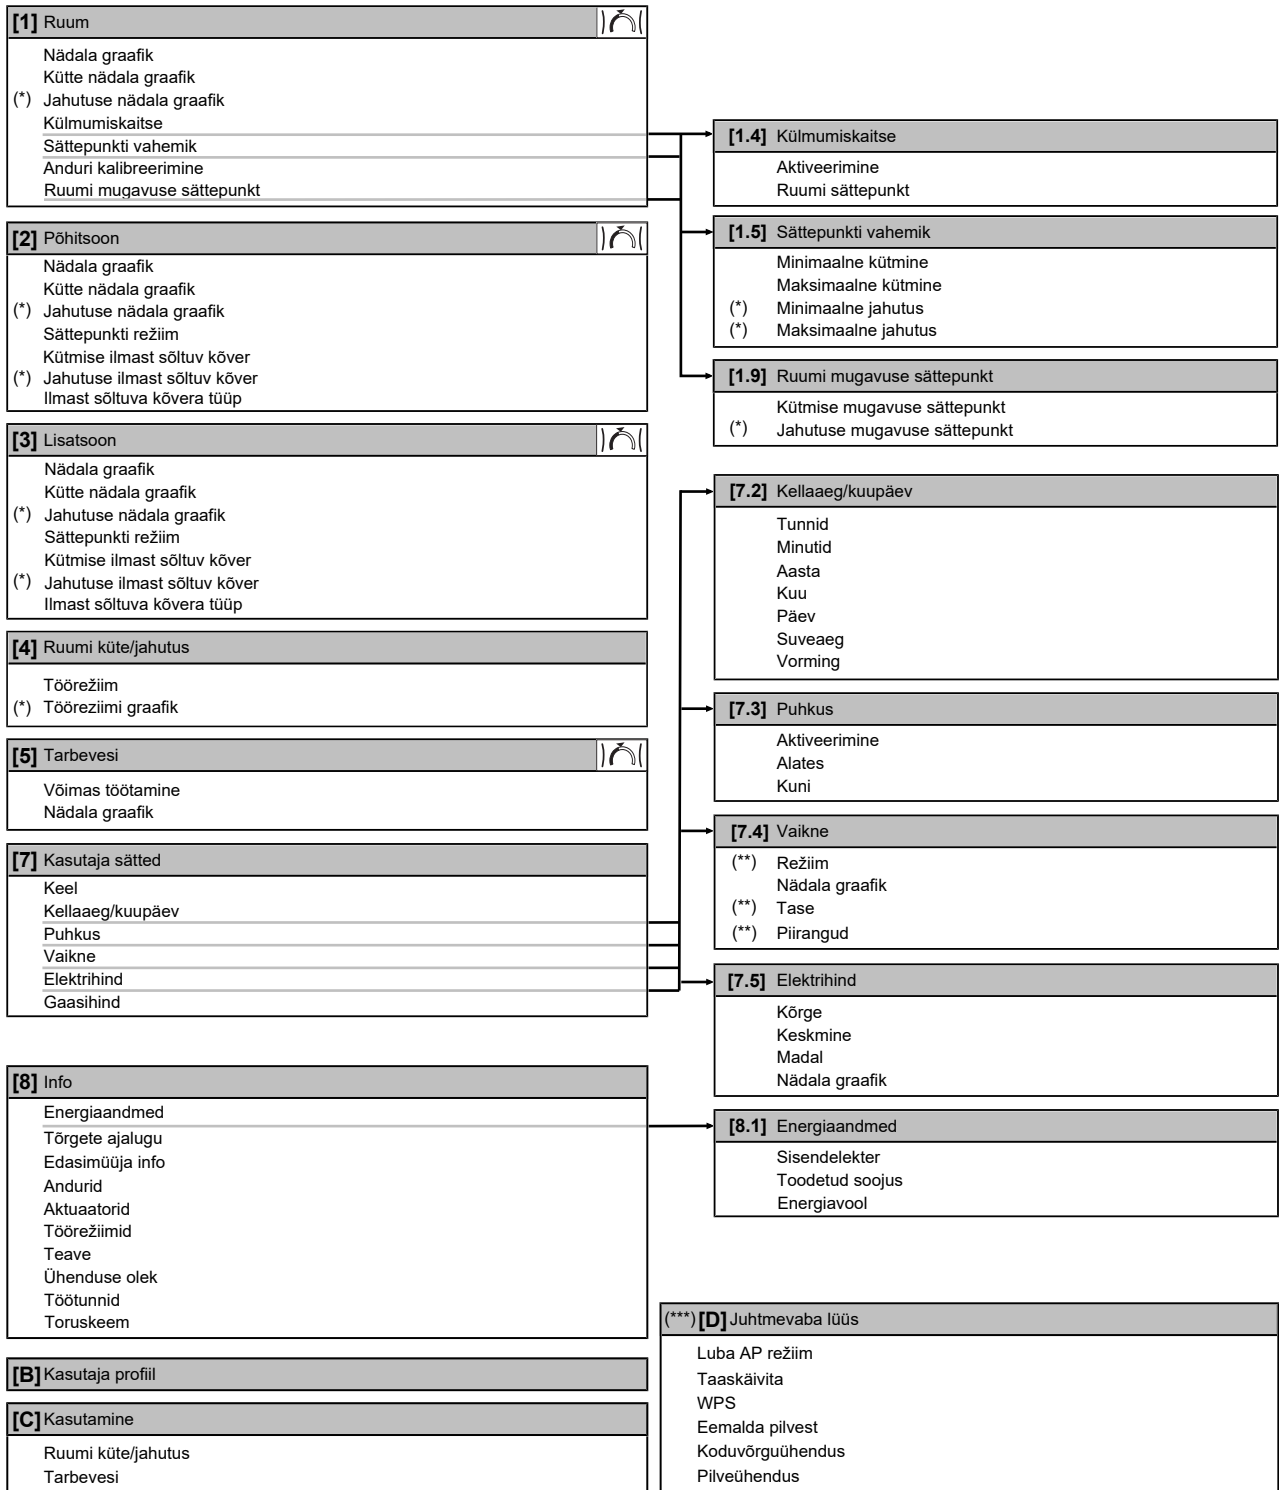 [1] Ruum
Nädala graafik
Kütte nädala graafik
(*) Jahutuse nädala graafik
Külmumiskaitse
Sättepunkti vahemik
Anduri kalibreerimine
Ruumi mugavuse sättepunkt
[2] Põhitsoon
Nädala graafik
Kütte nädala graafik
(*) Jahutuse nädala graafik
Sättepunkti režiim
Kütmise ilmast sõltuv kõver
(*) Jahutuse ilmast sõltuv kõver
Ilmast sõltuva kõvera tüüp
[3] Lisatsoon
Nädala graafik
Kütte nädala graafik
(*) Jahutuse nädala graafik
Sättepunkti režiim
Kütmise ilmast sõltuv kõver
(*) Jahutuse ilmast sõltuv kõver
Ilmast sõltuva kõvera tüüp
[4] Ruumi küte/jahutus
Töörežiim
(*) Tööreziimi graafik
[5] Tarbevesi
Võimas töötamine
Nädala graafik
[7] Kasutaja sätted
Keel
Kellaaeg/kuupäev
Puhkus
Vaikne
Elektrihind
Gaasihind
[8] Info
Energiaandmed
Tõrgete ajalugu
Edasimüüja info
Andurid
Aktuaatorid
Töörežiimid
Teave
Ühenduse olek
Töötunnid
Toruskeem
[B] Kasutaja profiil
[C] Kasutamine
Ruumi küte/jahutus
Tarbevesi
[1.4] Külmumiskaitse
Aktiveerimine
Ruumi sättepunkt
[1.5] Sättepunkti vahemik
Minimaalne kütmine
Maksimaalne kütmine
(*) Minimaalne jahutus
(*) Maksimaalne jahutus
[1.9] Ruumi mugavuse sättepunkt
Kütmise mugavuse sättepunkt
(*) Jahutuse mugavuse sättepunkt
[7.2] Kellaaeg/kuupäev
Tunnid
Minutid
Aasta
Kuu
Päev
Suveaeg
Vorming
[7.3] Puhkus
Aktiveerimine
Alates
Kuni
[7.4] Vaikne
(**) Režiim
Nädala graafik
(**) Tase
(**) Piirangud
[7.5] Elektrihind
Kõrge
Keskmine
Madal
Nädala graafik
[8.1] Energiaandmed
Sisendelekter
Toodetud soojus
Energiavool
(***) [D] Juhtmevaba lüüs
Luba AP režiim
Taaskäivita
WPS
Eemalda pilvest
Koduvõrguühendus
Pilveühendus